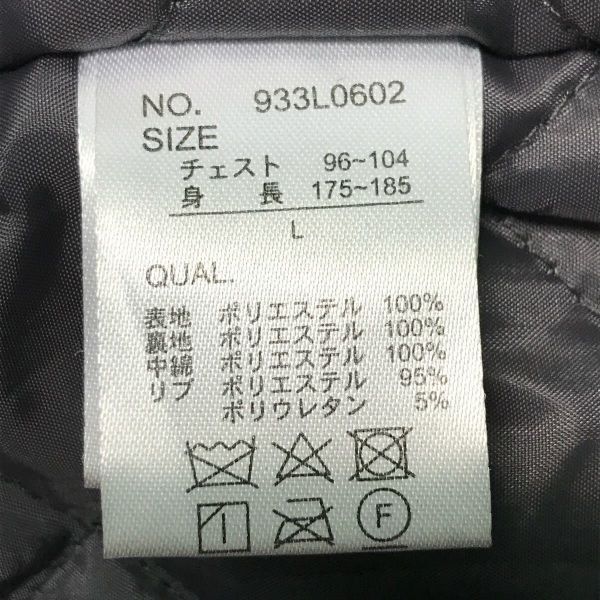 NO. 933L0602
SIZE
チェスト 96~104
身長 175~185
L
QUAL.
表地 ポリエステル 100%
裏地 ポリエステル 100%
中綿 ポリエステル 100%
リブ ポリエステル 95%
ポリウレタン 5%
F